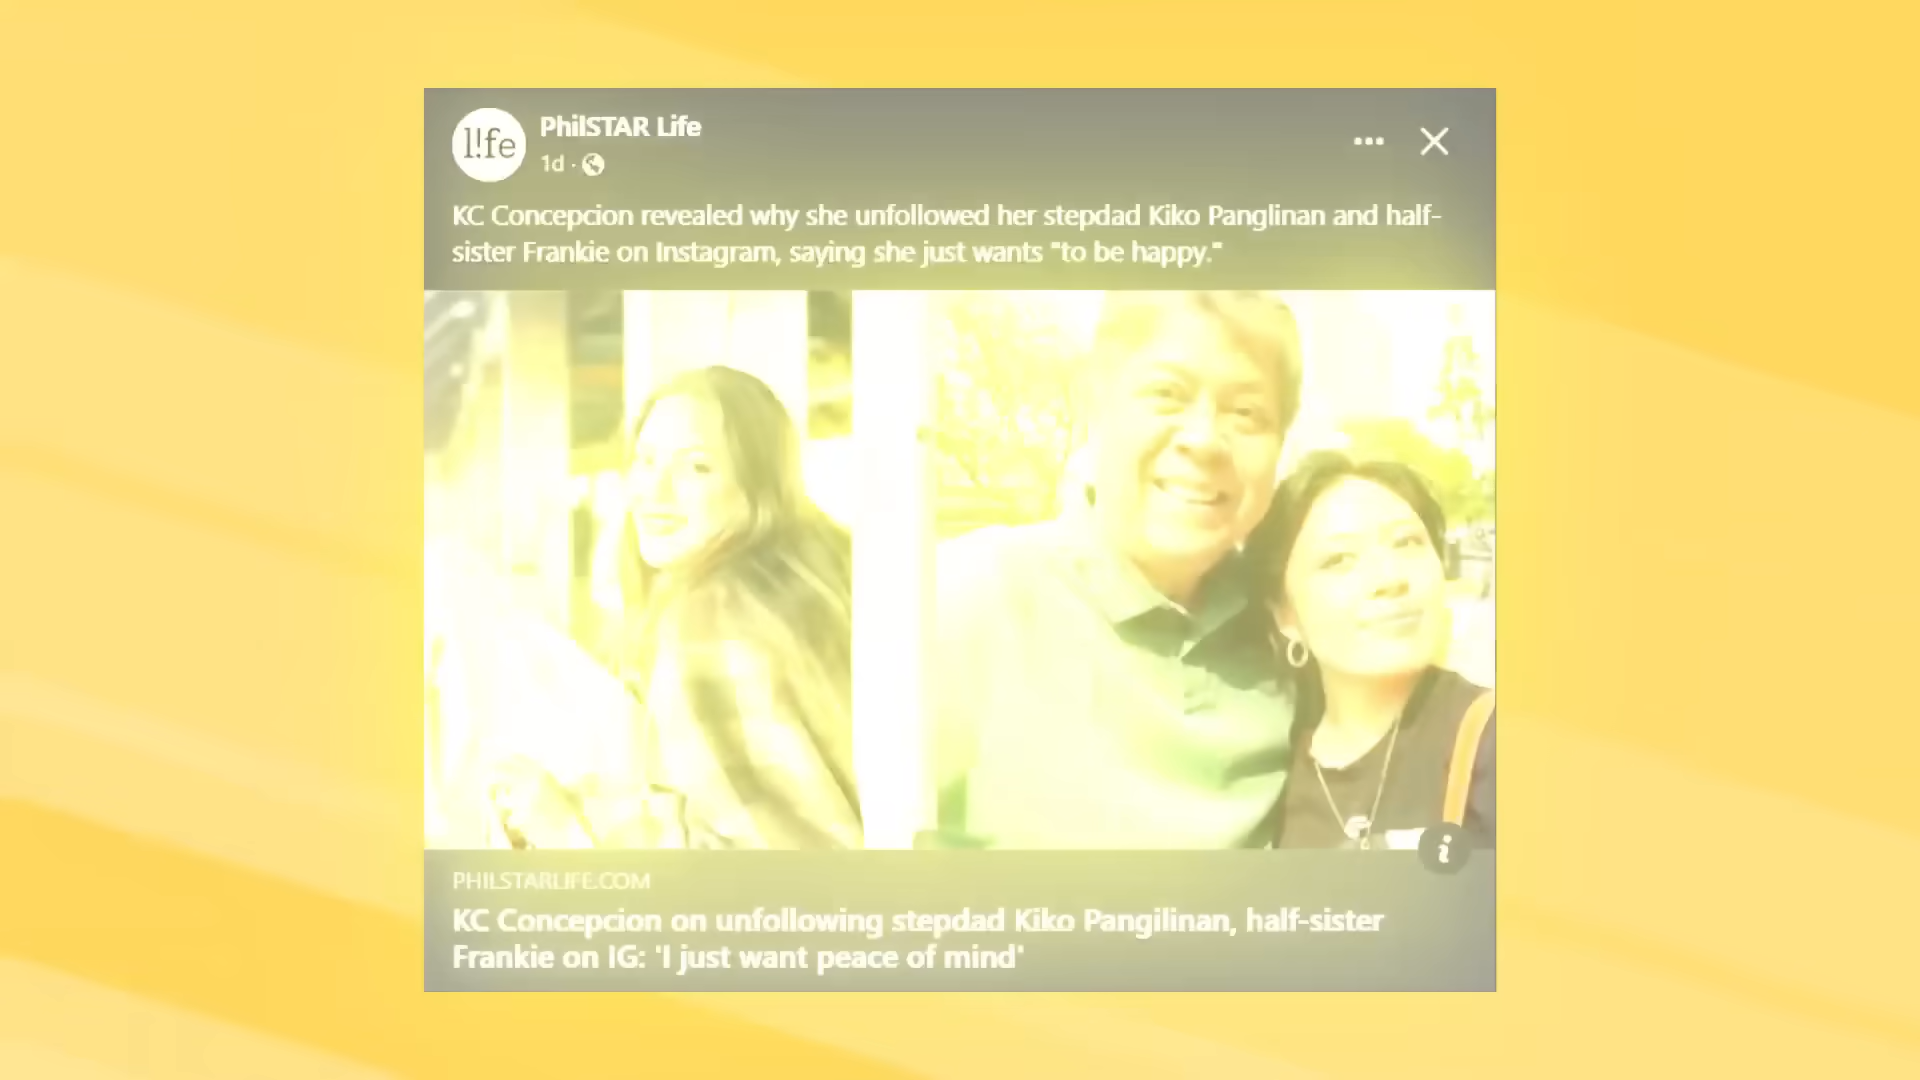 l!fe
PhilSTAR Life
1d ·
KC Concepcion revealed why she unfollowed her stepdad Kiko Panglinan and half-
sister Frankie on Instagram, saying she just wants "to be happy."
i
PHILSTARLIFE.COM
KC Concepcion on unfollowing stepdad Kiko Pangilinan, half-sister
Frankie on IG: 'I just want peace of mind'